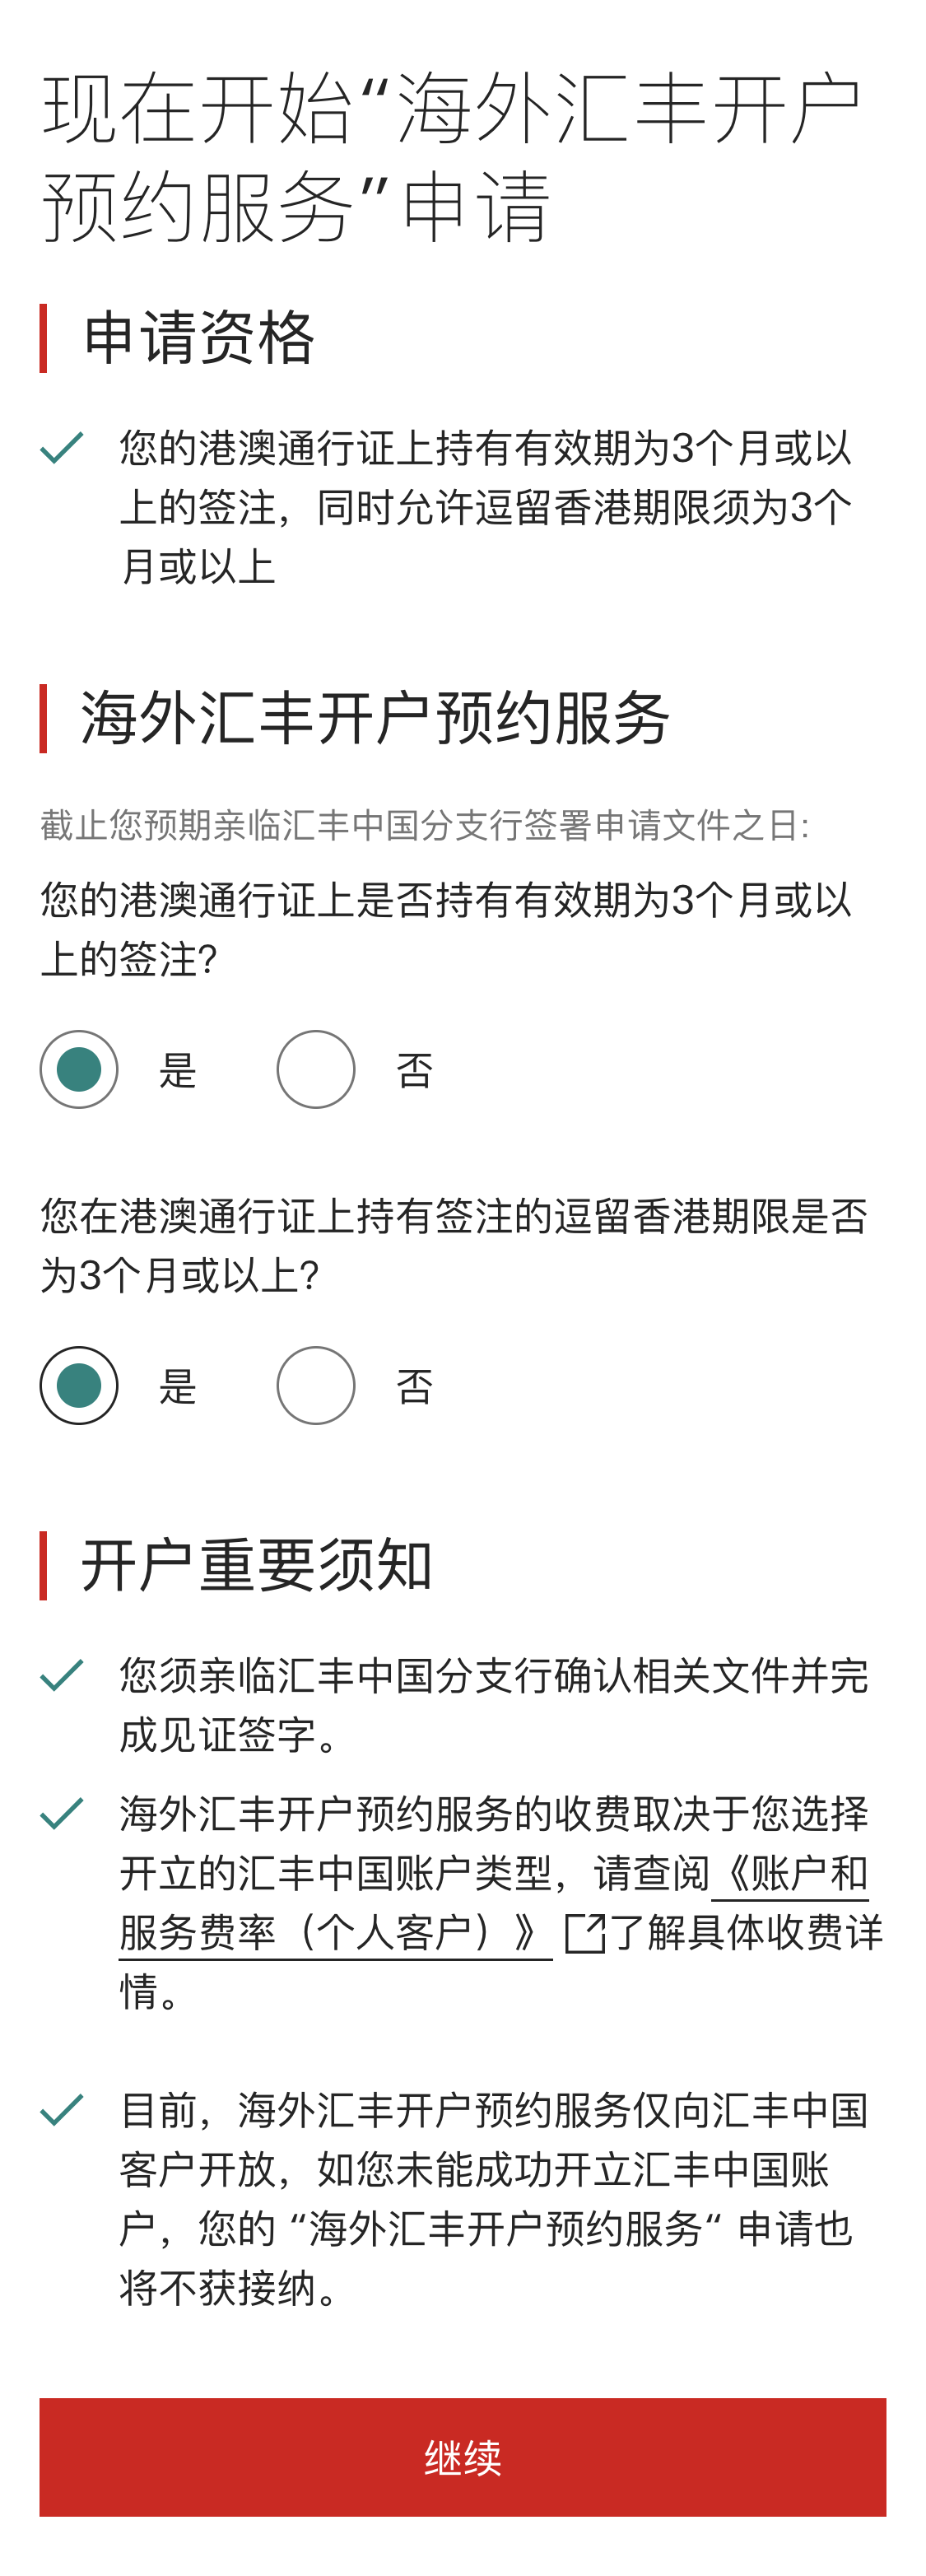 现在开始“海外汇丰开户
预约服务”申请
申请资格
您的港澳通行证上持有有效期为3个月或以
上的签注，同时允许逗留香港期限须为3个
月或以上
海外汇丰开户预约服务
截止您预期亲临汇丰中国分支行签署申请文件之日:
您的港澳通行证上是否持有有效期为3个月或以
上的签注?
是 否
您在港澳通行证上持有签注的逗留香港期限是否
为3个月或以上?
是 否
开户重要须知
您须亲临汇丰中国分支行确认相关文件并完
成见证签字。
海外汇丰开户预约服务的收费取决于您选择
开立的汇丰中国账户类型，请查阅《账户和
服务费率（个人客户）》 了解具体收费详
情。
目前，海外汇丰开户预约服务仅向汇丰中国
客户开放，如您未能成功开立汇丰中国账
户，您的 “海外汇丰开户预约服务“ 申请也
将不获接纳。
继续